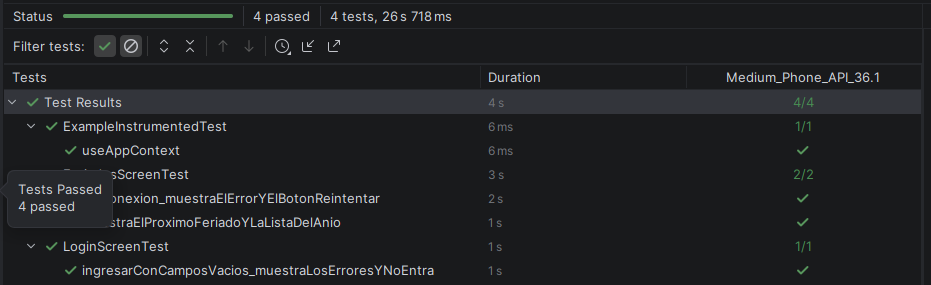 Status 4 passed 4 tests, 26 s 718 ms
Filter tests:
Tests Duration Medium_Phone_API_36.1
Test Results 4 s 4/4
ExampleInstrumentedTest 6 ms 1/1
useAppContext 6 ms
ScreenTest 3 s 2/2
Tests Passed
4 passed
onexion_muestraElErrorYElBotonReintentar 2 s
straElProximoFeriadoYLaListaDelAnio 1 s
LoginScreenTest 1 s 1/1
ingresarConCamposVacios_muestraLosErroresYNoEntra 1 s